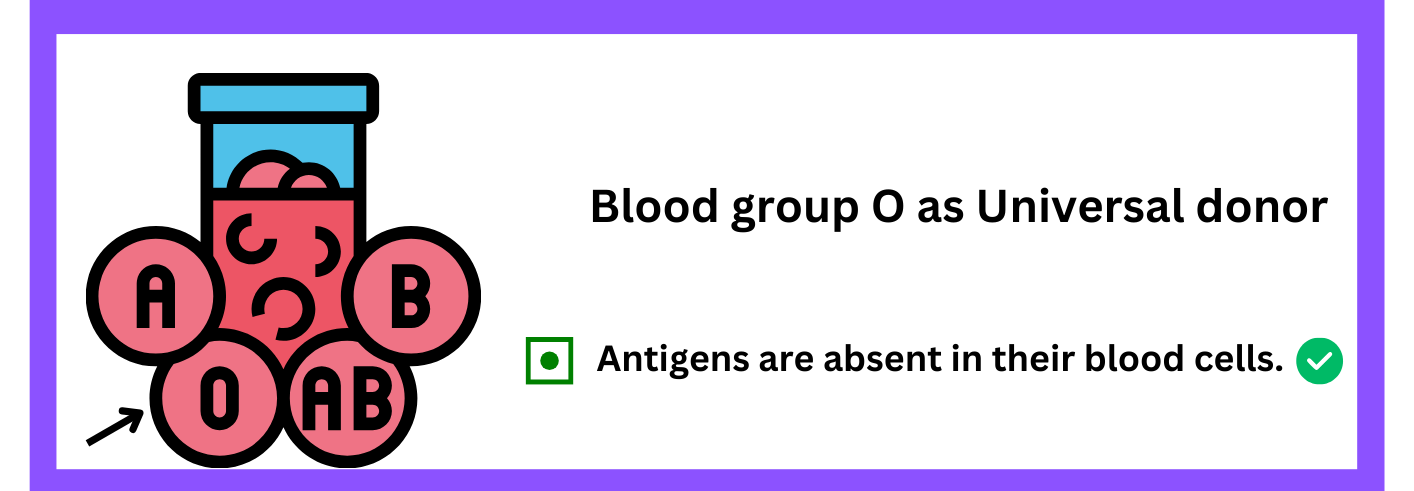 Blood group O as Universal donor
A
B
O
AB
Antigens are absent in their blood cells.